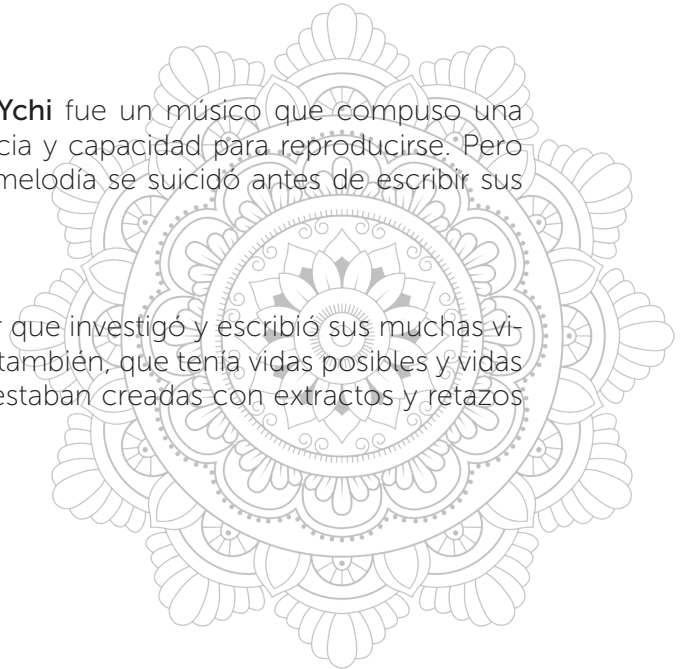 Ychi fue un músico que compuso una
cia y capacidad para reproducirse. Pero
melodía se suicidó antes de escribir sus
r que investigó y escribió sus muchas vi-
también, que tenía vidas posibles y vidas
estaban creadas con extractos y retazos